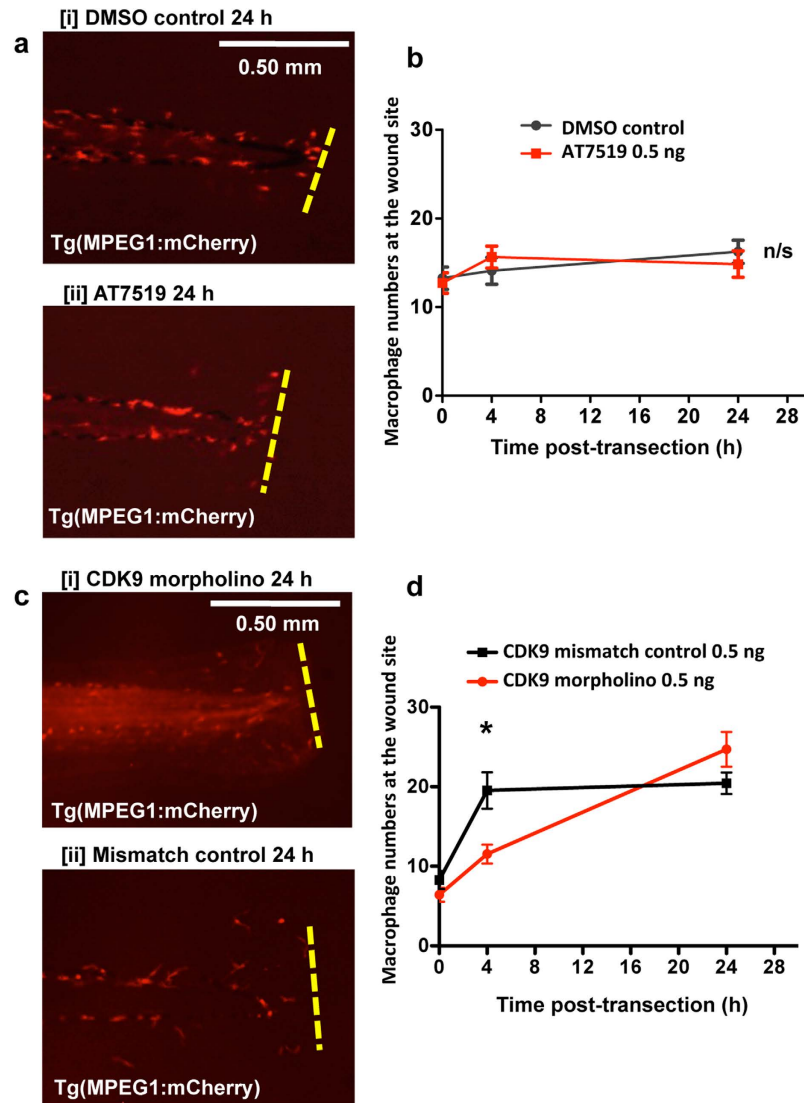 a
[i] DMSO control 24 h
0.50 mm
Tg(MPEG1:mCherry)
[ii] AT7519 24 h
Tg(MPEG1:mCherry)
b
DMSO control
AT7519 0.5 ng
Macrophage numbers at the wound site
30
20
10
0
n/s
0 4 8 12 16 20 24 28
Time post-transection (h)
c
[i] CDK9 morpholino 24 h
0.50 mm
Tg(MPEG1:mCherry)
[ii] Mismatch control 24 h
Tg(MPEG1:mCherry)
d
CDK9 mismatch control 0.5 ng
CDK9 morpholino 0.5 ng
Macrophage numbers at the wound site
30
20
10
0
*
0 4 8 12 16 20 24 28
Time post-transection (h)